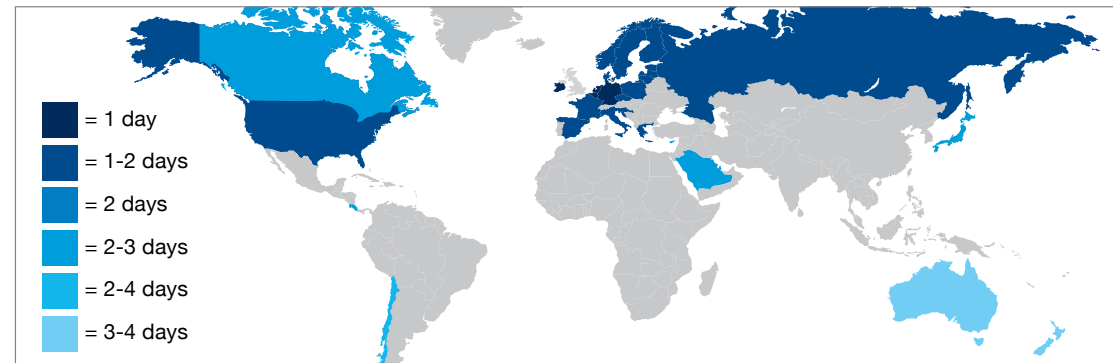 = 1 day
= 1-2 days
= 2 days
= 2-3 days
= 2-4 days
= 3-4 days